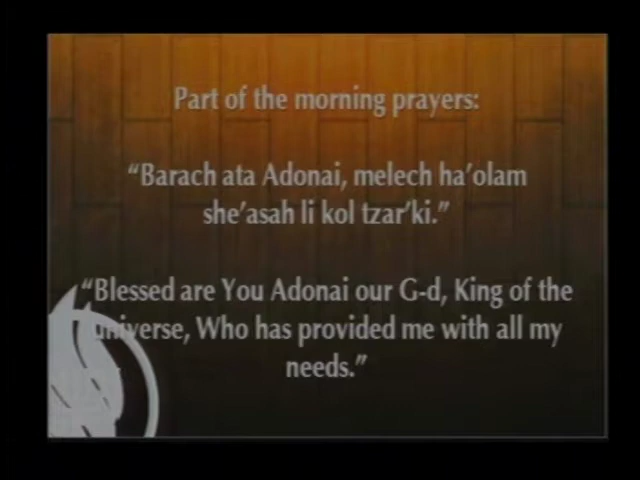 Part of the morning prayers:
“Barach ata Adonai, melech ha’olam
she’asah li kol tzar’ki.”
“Blessed are You Adonai our G-d, King of the
universe, Who has provided me with all my
needs.”